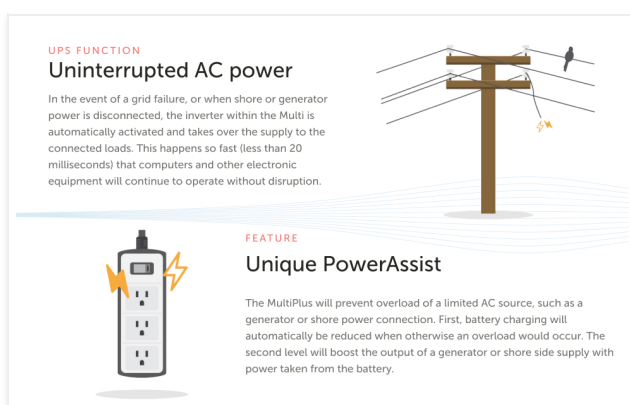 UPS FUNCTION
Uninterrupted AC power
In the event of a grid failure, or when shore or generator
power is disconnected, the inverter within the Multi is
automatically activated and takes over the supply to the
connected loads. This happens so fast (less than 20
milliseconds) that computers and other electronic
equipment will continue to operate without disruption.
FEATURE
Unique PowerAssist
The MultiPlus will prevent overload of a limited AC source, such as a
generator or shore power connection. First, battery charging will
automatically be reduced when otherwise an overload would occur. The
second level will boost the output of a generator or shore side supply with
power taken from the battery.